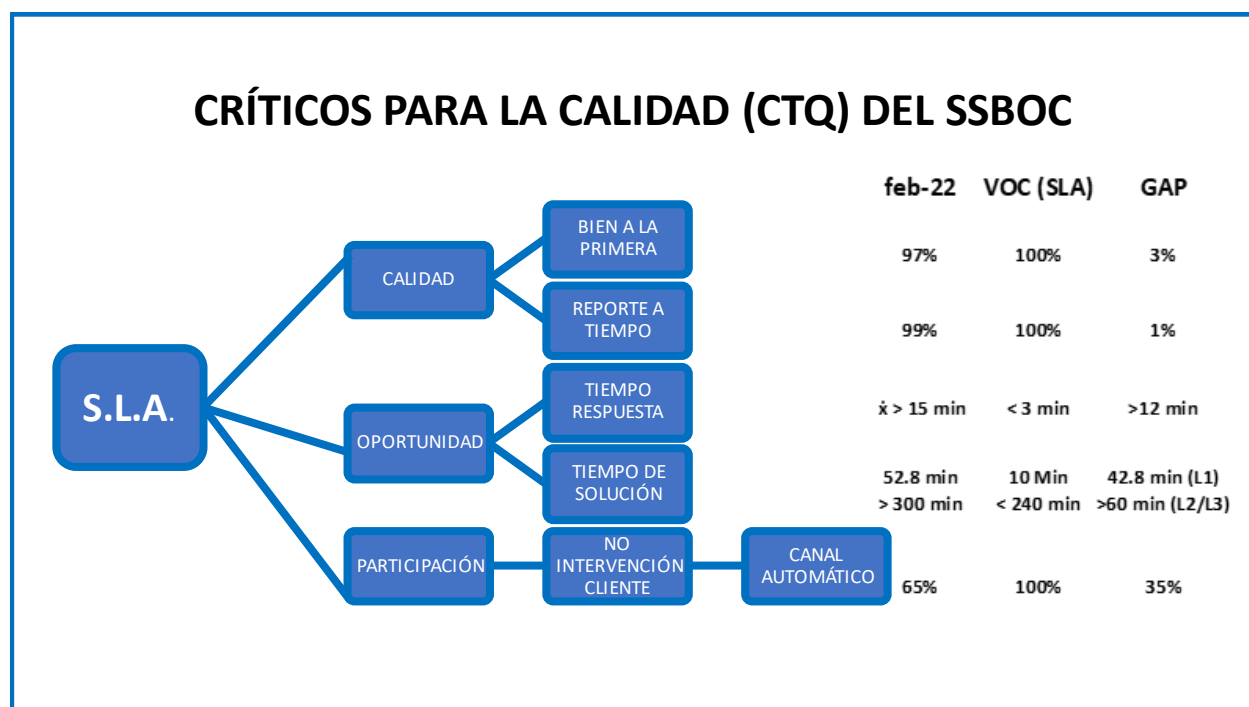 CRÍTICOS PARA LA CALIDAD (CTQ) DEL SSBOC
feb-22 VOC (SLA) GAP
BIEN A LA
PRIMERA
97% 100% 3%
CALIDAD
REPORTE A
TIEMPO
99% 100% 1%
S.L.A.
TIEMPO
RESPUESTA
ẋ > 15 min < 3 min >12 min
OPORTUNIDAD
TIEMPO DE
SOLUCIÓN
52.8 min 10 Min 42.8 min (L1)
> 300 min < 240 min >60 min (L2/L3)
PARTICIPACIÓN
NO
INTERVENCIÓN
CLIENTE
CANAL
AUTOMÁTICO
65% 100% 35%